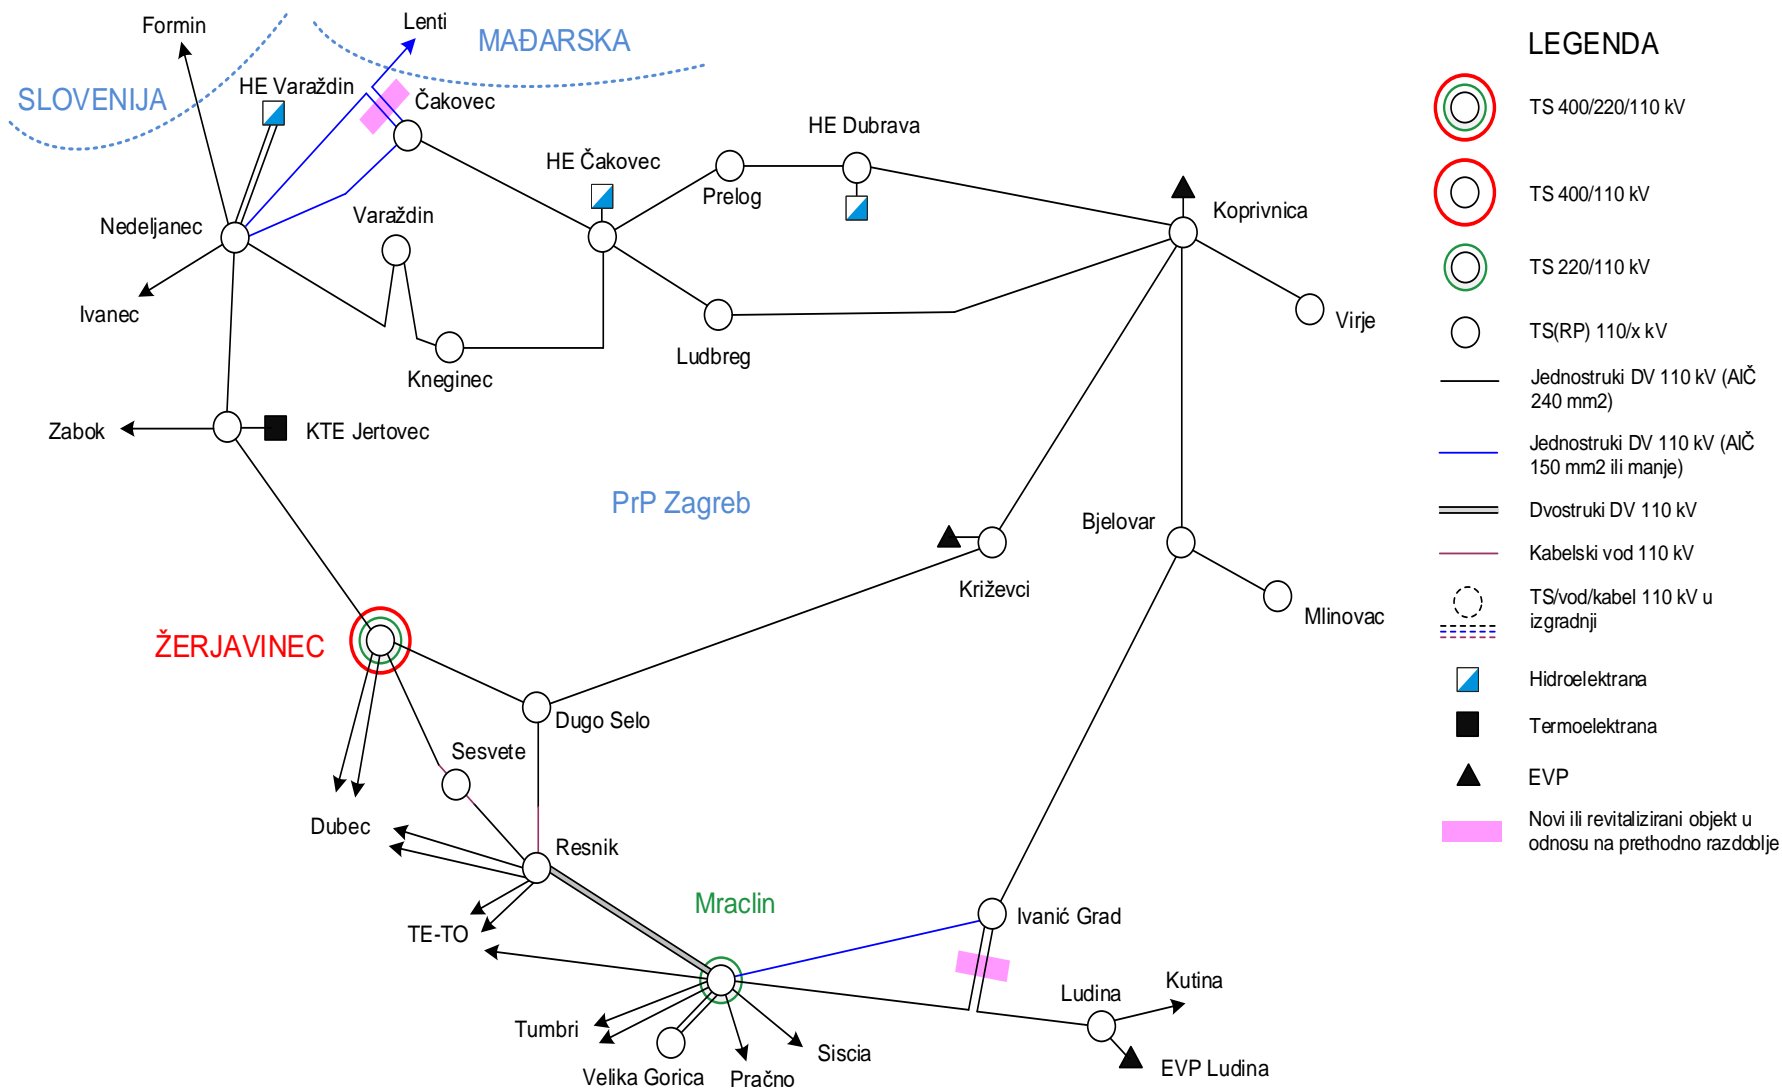 Formin
Lenti
MAĐARSKA
SLOVENIJA
HE Varaždin
Čakovec
HE Dubrava
HE Čakovec
Prelog
Varaždin
Koprivnica
Nedeljanec
Ivanec
Virje
Ludbreg
Kneginec
Zabok
KTE Jertovec
PrP Zagreb
Bjelovar
Križevci
Mlinovac
ŽERJAVINEC
Dugo Selo
Sesvete
Dubec
Resnik
Mraclin
Ivanić Grad
TE-TO
Kutina
Ludina
Tumbri
Siscia
EVP Ludina
Velika Gorica
Pračno
LEGENDA
TS 400/220/110 kV
TS 400/110 kV
TS 220/110 kV
TS(RP) 110/x kV
Jednostruki DV 110 kV (AlČ
240 mm2)
Jednostruki DV 110 kV (AlČ
150 mm2 ili manje)
Dvostruki DV 110 kV
Kabelski vod 110 kV
TS/vod/kabel 110 kV u
izgradnji
Hidroelektrana
Termoelektrana
EVP
Novi ili revitalizirani objekt u
odnosu na prethodno razdoblje